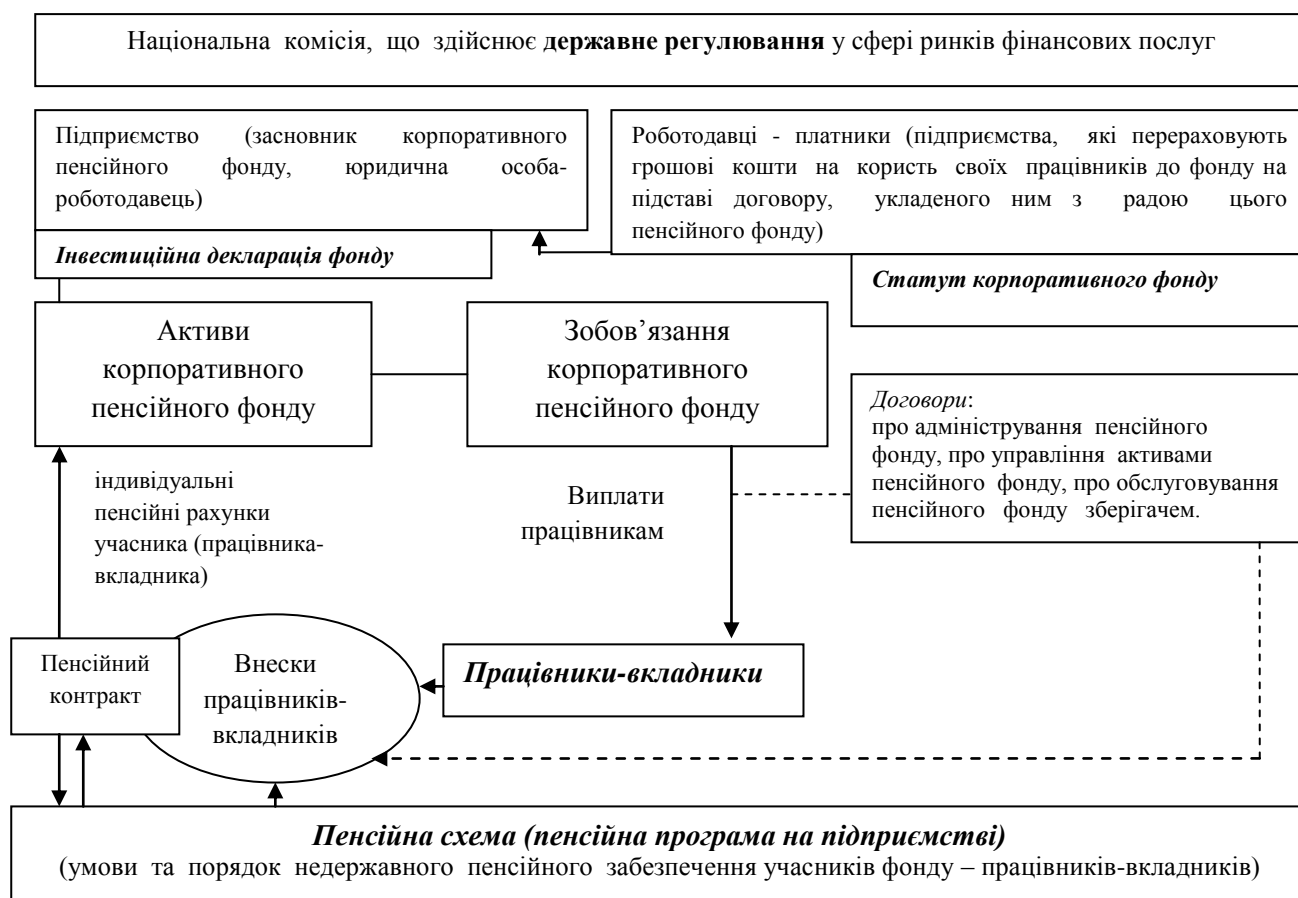 Національна комісія, що здійснює державне регулювання у сфері ринків фінансових послуг
Підприємство (засновник корпоративного
пенсійного фонду, юридична особа-
роботодавець)
Роботодавці - платники (підприємства, які перераховують
грошові кошти на користь своїх працівників до фонду на
підставі договору, укладеного ним з радою цього
пенсійного фонду)
Інвестиційна декларація фонду
Статут корпоративного фонду
Активи
корпоративного
пенсійного фонду
Зобов’язання
корпоративного
пенсійного фонду
Договори:
про адміністрування пенсійного
фонду, про управління активами
пенсійного фонду, про обслуговування
пенсійного фонду зберігачем.
індивідуальні
пенсійні рахунки
учасника (працівника-
вкладника)
Виплати
працівникам
Пенсійний
контракт
Внески
працівників-
вкладників
Працівники-вкладники
Пенсійна схема (пенсійна програма на підприємстві)
(умови та порядок недержавного пенсійного забезпечення учасників фонду – працівників-вкладників)